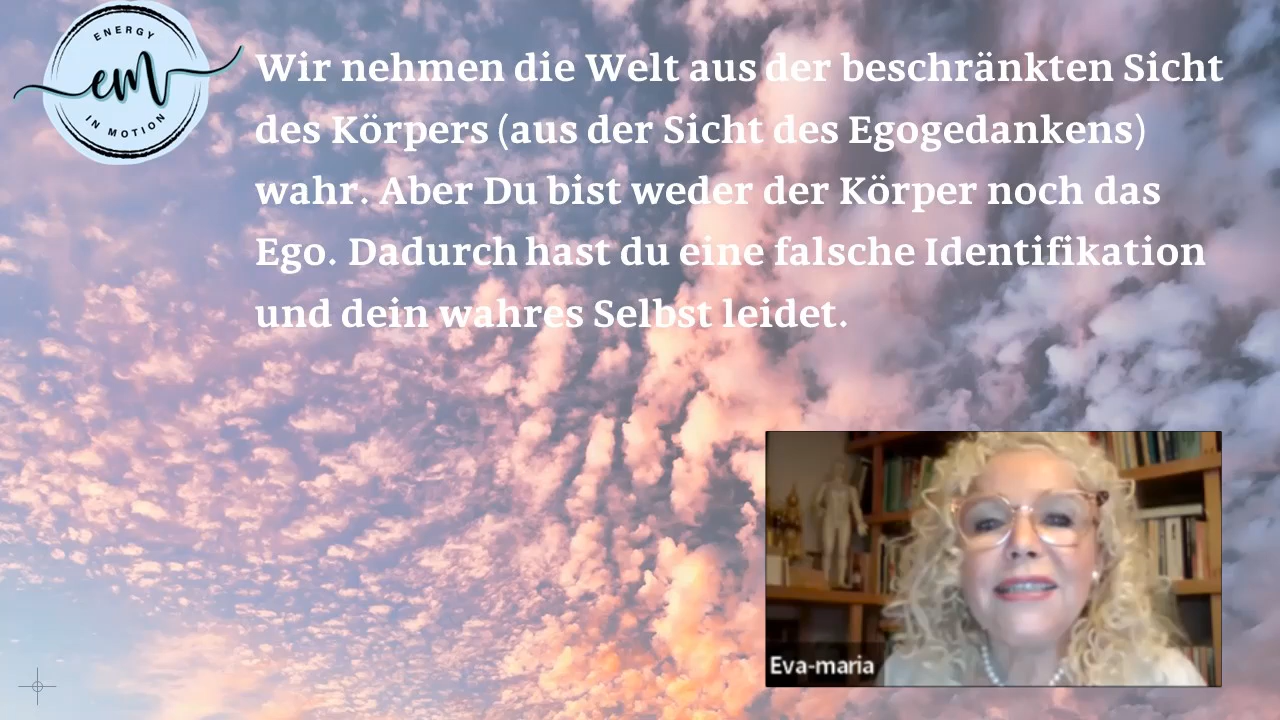 ENERGY
em
IN MOTION
Wir nehmen die Welt aus der beschränkten Sicht
des Körpers (aus der Sicht des Egogedankens)
wahr. Aber Du bist weder der Körper noch das
Ego. Dadurch hast du eine falsche Identifikation
und dein wahres Selbst leidet.
Eva-maria